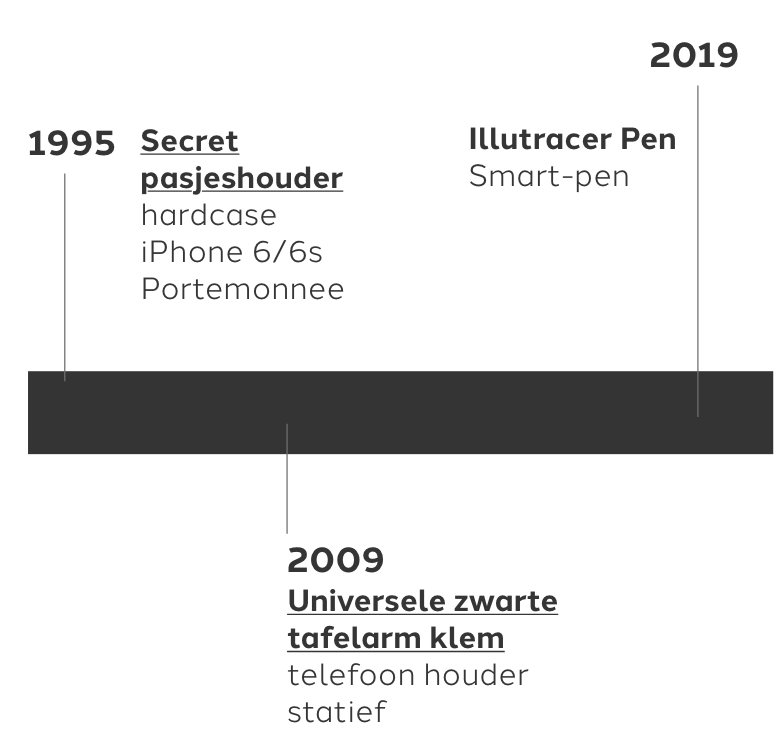 1995
Secret
pasjeshouder
hardcase
iPhone 6/6s
Portemonnee
2019
Illutracer Pen
Smart-pen
2009
Universele zwarte
tafelarm klem
telefoon houder
statief